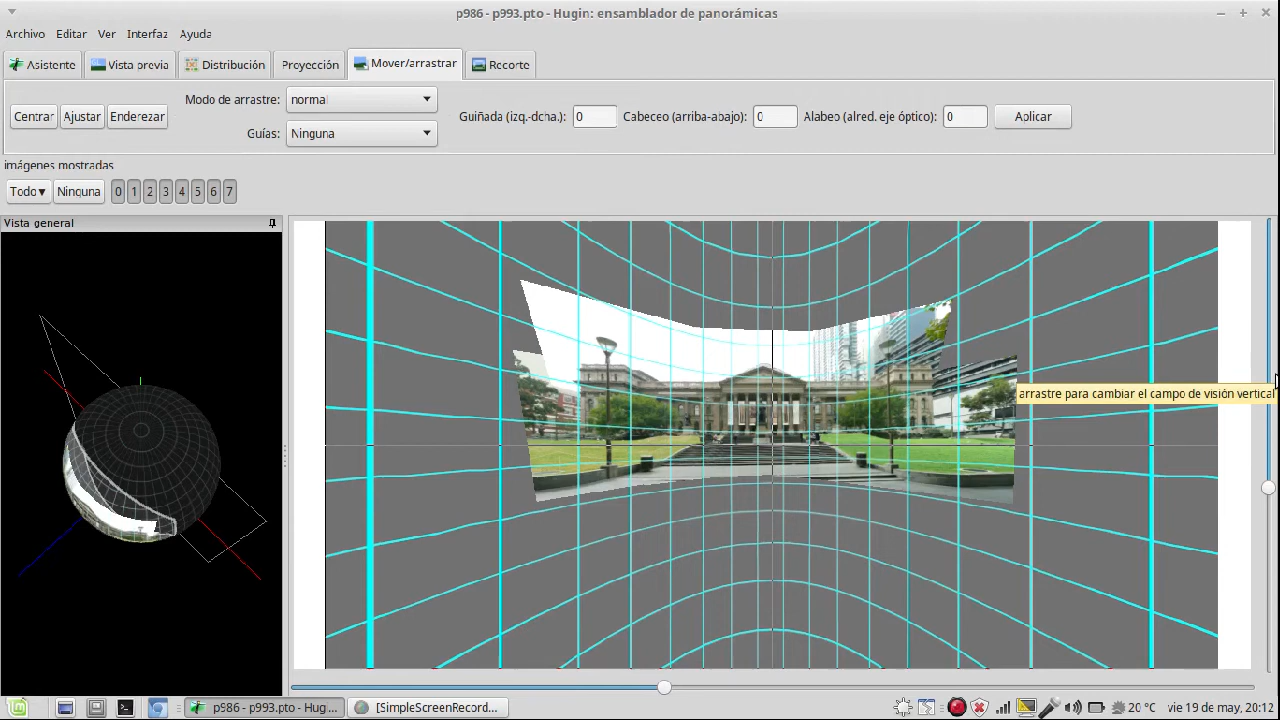 p986 - p993.pto - Hugin: ensamblador de panorámicas
Archivo Editar Ver Interfaz Ayuda
Asistente Vista previa Distribución Proyección Mover/arrastrar Recorte
Centrar Ajustar Enderezar Modo de arrastre: normal Guiñada (izq.-dcha.): 0 Cabeceo (arriba-abajo): 0 Alabeo (alred. eje óptico): 0 Aplicar
Guías: Ninguna
imágenes mostradas
Todo▾ Ninguna 0 1 2 3 4 5 6 7
Vista general
arrastre para cambiar el campo de visión vertical
p986 - p993.pto - Hug... [SimpleScreenRecord... 20 °C vie 19 de may, 20:12